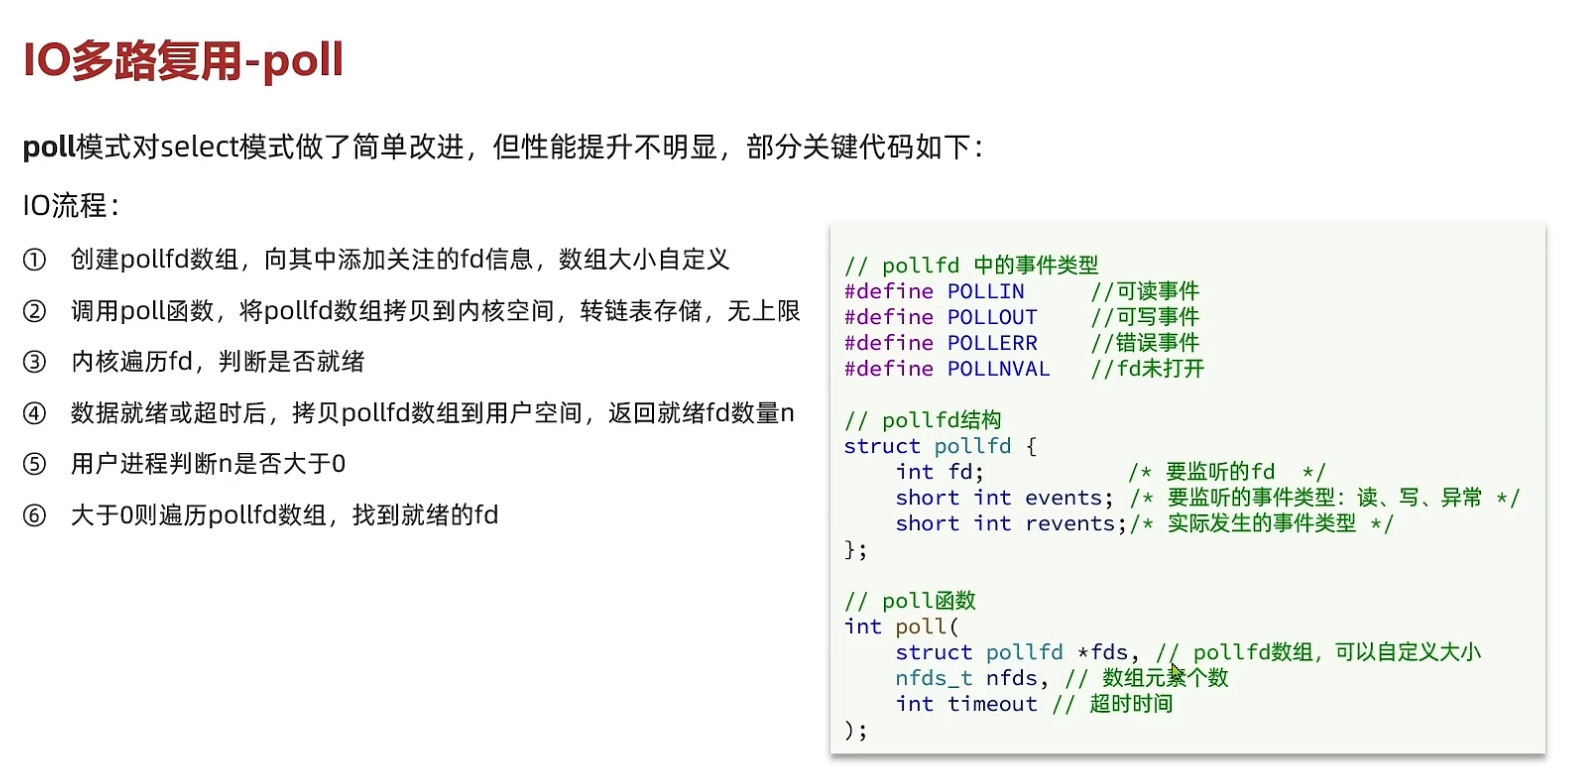 IO多路复用-poll
poll模式对select模式做了简单改进，但性能提升不明显，部分关键代码如下：
IO流程：
① 创建pollfd数组，向其中添加关注的fd信息，数组大小自定义
② 调用poll函数，将pollfd数组拷贝到内核空间，转链表存储，无上限
③ 内核遍历fd，判断是否就绪
④ 数据就绪或超时后，拷贝pollfd数组到用户空间，返回就绪fd数量n
⑤ 用户进程判断n是否大于0
⑥ 大于0则遍历pollfd数组，找到就绪的fd
// pollfd 中的事件类型
#define POLLIN     //可读事件
#define POLLOUT    //可写事件
#define POLLERR    //错误事件
#define POLLNVAL   //fd未打开
// pollfd结构
struct pollfd {
    int fd;           /* 要监听的fd  */
    short int events; /* 要监听的事件类型：读、写、异常 */
    short int revents;/* 实际发生的事件类型 */
};
// poll函数
int poll(
    struct pollfd *fds, // pollfd数组，可以自定义大小
    nfds_t nfds, // 数组元素个数
    int timeout // 超时时间
);